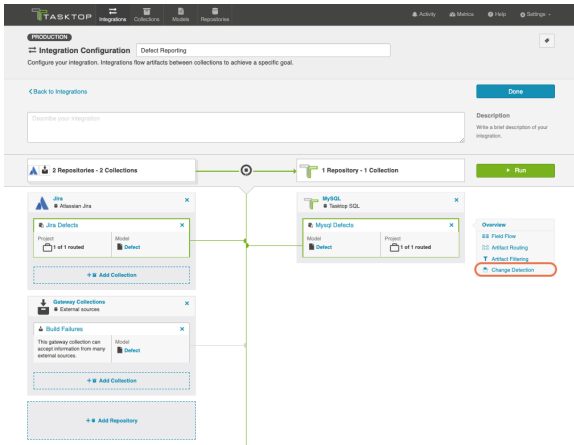 TASKTOP
Integrations
Collections
Models
Repositories
Activity
Metrics
Help
Settings
PRODUCTION
Integration Configuration
Defect Reporting
Configure your integration. Integrations flow artifacts between collections to achieve a specific goal.
Back to Integrations
Done
Describe your integration
Description
Write a brief description of your
integration.
2 Repositories - 2 Collections
1 Repository - 1 Collection
Run
Jira
Atlassian Jira
Jira Defects
Project
Model
1 of 1 routed
Defect
+ Add Collection
MySQL
Tasktop SQL
Mysql Defects
Model
Project
Defect
1 of 1 routed
Overview
Field Flow
Artifact Routing
Artifact Filtering
Change Detection
Gateway Collections
External sources
Build Failures
This gateway collection can
accept information from many
external sources.
Model
Defect
+ Add Collection
+ Add Repository